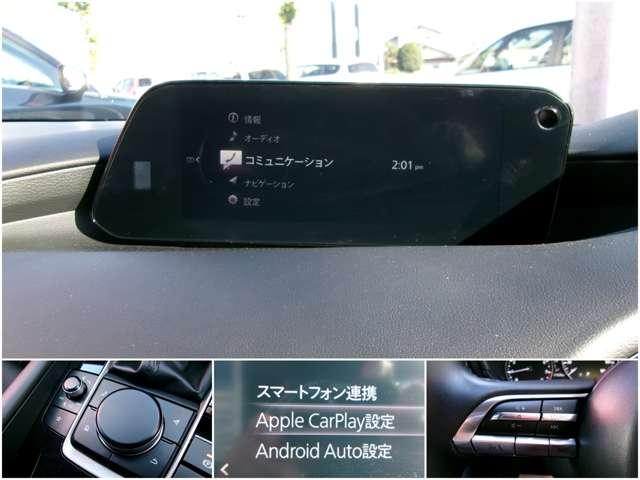 情報
オーディオ
コミュニケーション
2:01 pm
ナビゲーション
設定
スマートフォン連携
Apple CarPlay設定
Android Auto設定